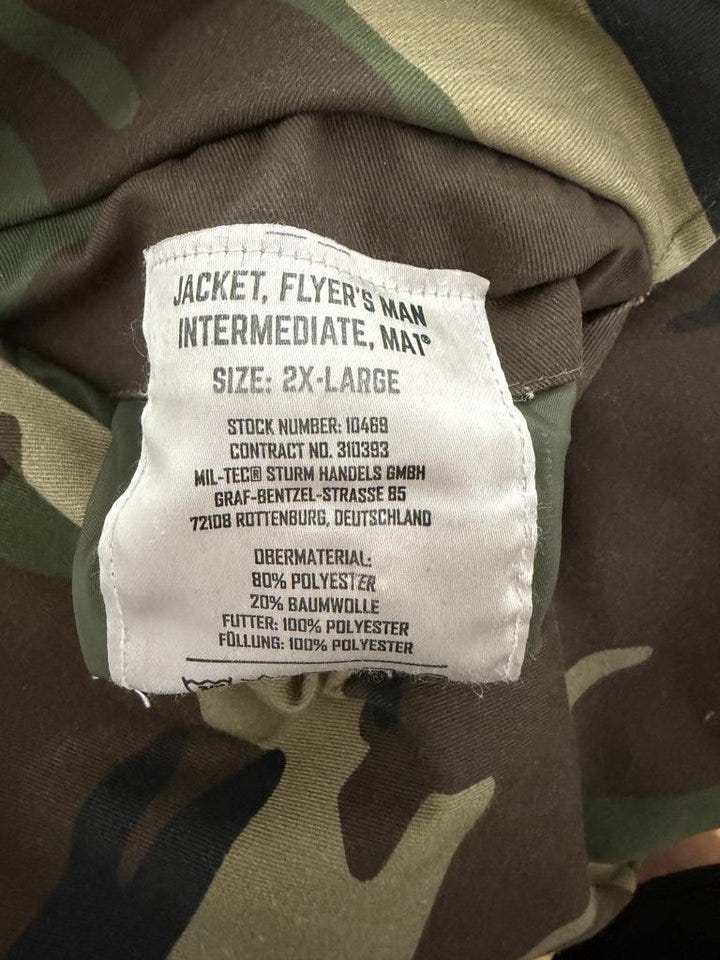 JACKET, FLYER'S MAN
INTERMEDIATE, MA1®
SIZE: 2X-LARGE
STOCK NUMBER: 10469
CONTRACT NO. 310393
MIL-TEC® STURM HANDELS GMBH
GRAF-BENTZEL-STRASSE 85
72108 ROTTENBURG, DEUTSCHLAND
OBERMATERIAL:
80% POLYESTER
20% BAUMWOLLE
FUTTER: 100% POLYESTER
FÜLLUNG: 100% POLYESTER